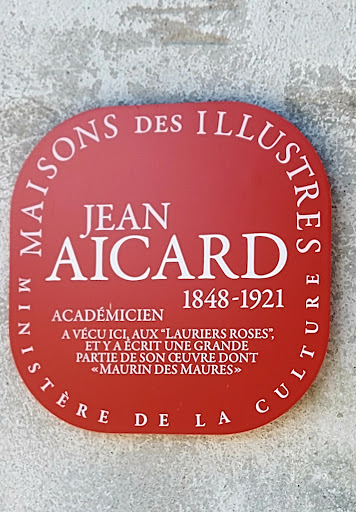 MAISONS DES ILLUSTRES
JEAN
AICARD
1848-1921
ACADÉMICIEN
A VÉCU ICI, AUX "LAURIERS ROSES",
ET Y A ÉCRIT UNE GRANDE
PARTIE DE SON ŒUVRE DONT
« MAURIN DES MAURES »
MINISTÈRE DE LA CULTURE